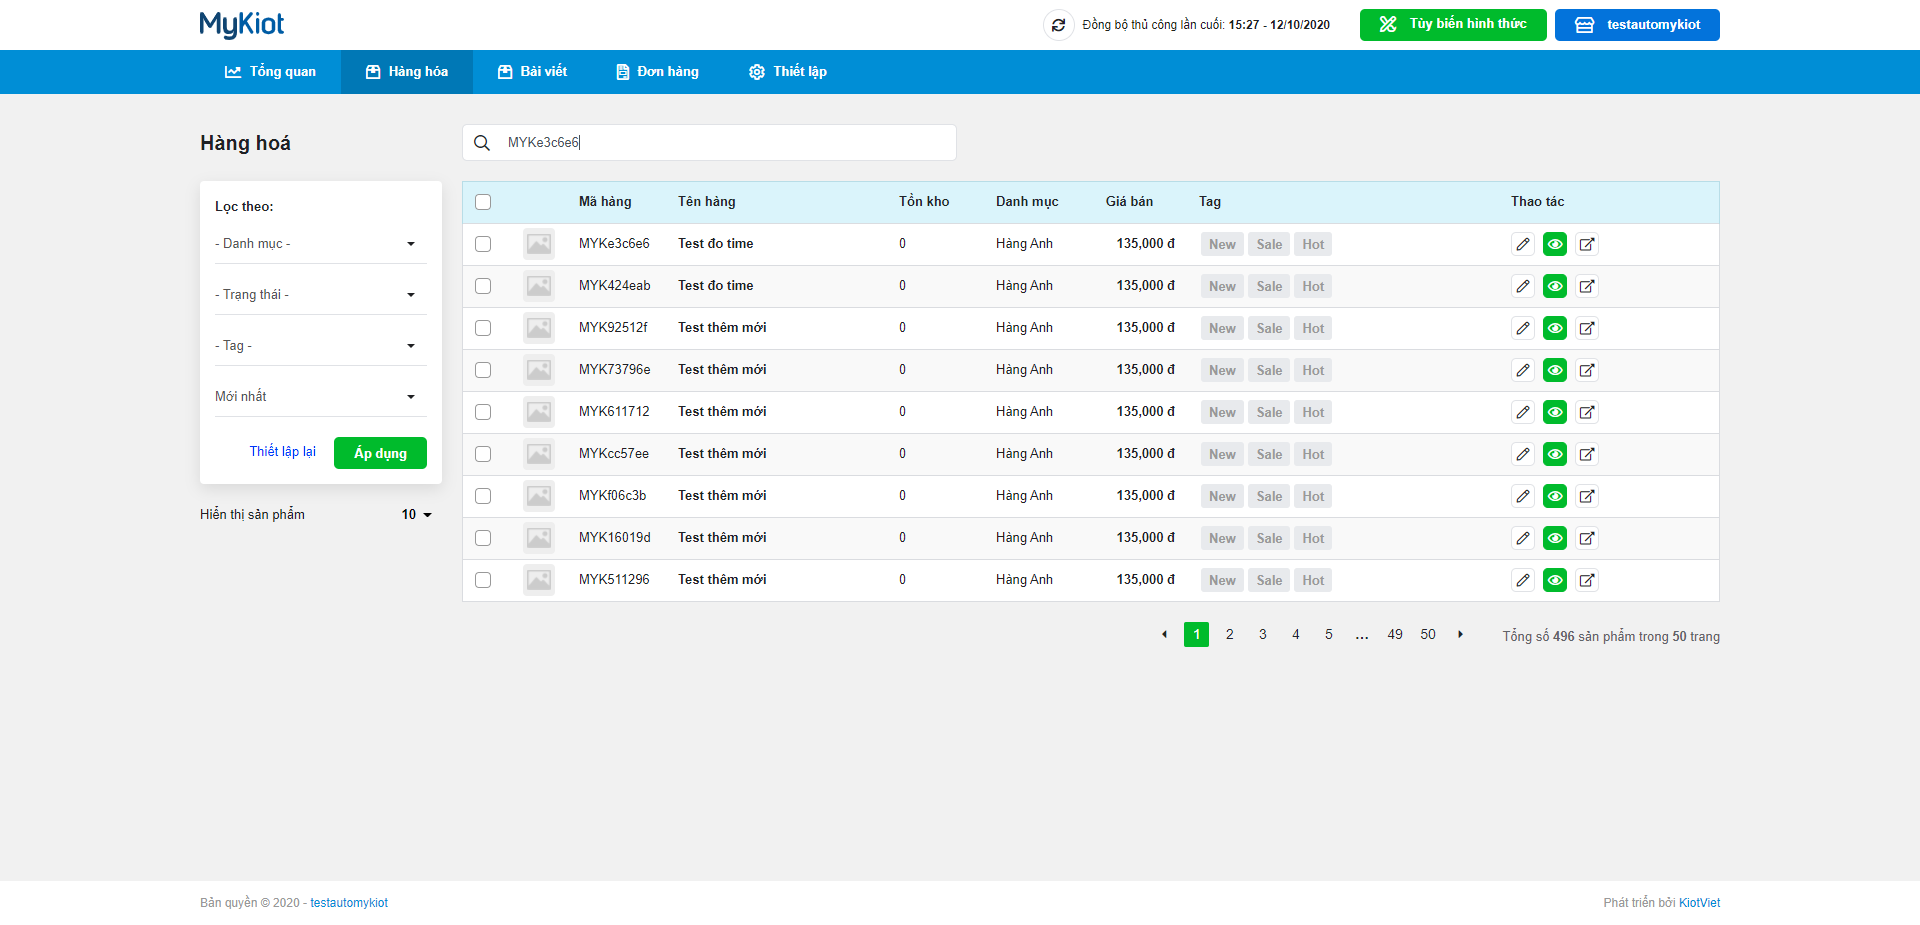 MyKiot
Đồng bộ thủ công lần cuối: 15:27 - 12/10/2020
Tùy biến hình thức
testautomykiot
Tổng quan
Hàng hóa
Bài viết
Đơn hàng
Thiết lập
Hàng hoá
MYKe3c6e6
Lọc theo:
- Danh mục -
- Trạng thái -
- Tag -
Mới nhất
Thiết lập lại
Áp dụng
Hiển thị sản phẩm 10
Mã hàng Tên hàng Tồn kho Danh mục Giá bán Tag Thao tác
MYKe3c6e6 Test đo time 0 Hàng Anh 135,000 đ New Sale Hot
MYK424eab Test đo time 0 Hàng Anh 135,000 đ New Sale Hot
MYK92512f Test thêm mới 0 Hàng Anh 135,000 đ New Sale Hot
MYK73796e Test thêm mới 0 Hàng Anh 135,000 đ New Sale Hot
MYK611712 Test thêm mới 0 Hàng Anh 135,000 đ New Sale Hot
MYKcc57ee Test thêm mới 0 Hàng Anh 135,000 đ New Sale Hot
MYKf06c3b Test thêm mới 0 Hàng Anh 135,000 đ New Sale Hot
MYK16019d Test thêm mới 0 Hàng Anh 135,000 đ New Sale Hot
MYK511296 Test thêm mới 0 Hàng Anh 135,000 đ New Sale Hot
1 2 3 4 5 ... 49 50
Tổng số 496 sản phẩm trong 50 trang
Bản quyền © 2020 - testautomykiot
Phát triển bởi KiotViet